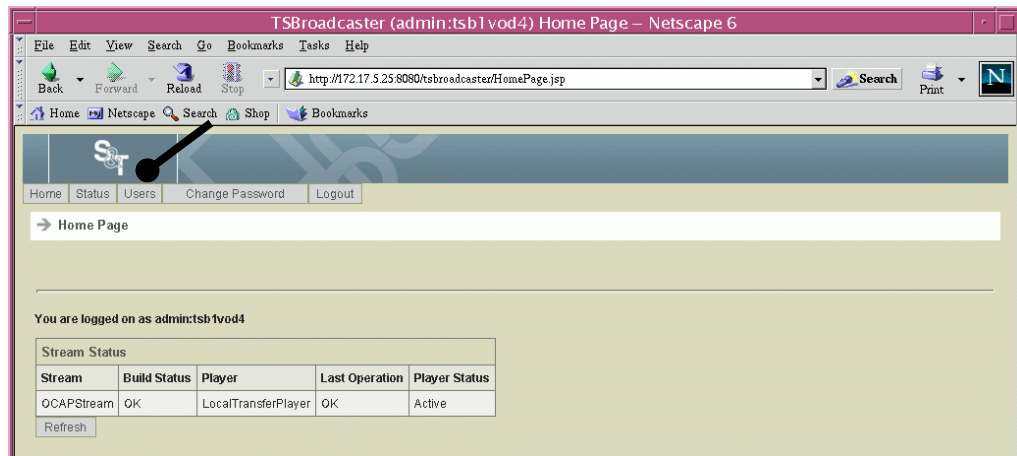 TSBroadcaster (admin:tsb1vod4) Home Page – Netscape 6
File Edit View Search Go Bookmarks Tasks Help
Back Forward Reload Stop http://172.17.5.25:8080/tsbroadcaster/HomePage.jsp Search Print N
Home Netscape Search Shop Bookmarks
S&T
Home Status Users Change Password Logout
Home Page
You are logged on as admin:tsb1vod4
Stream Status
Stream Build Status Player Last Operation Player Status
OCAPStream OK LocalTransferPlayer OK Active
Refresh